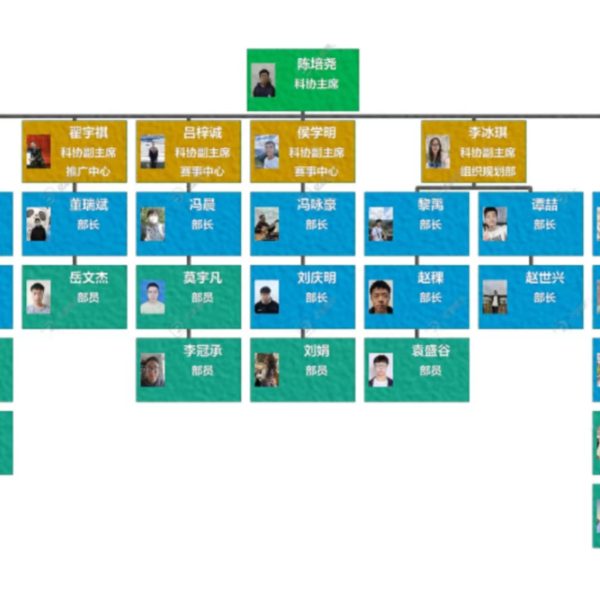 陈培尧
科协主席
翟宇祺
科协副主席
推广中心
吕梓诚
科协副主席
赛事中心
侯学明
科协副主席
赛事中心
李冰琪
科协副主席
组织规划部
董瑞斌
部长
冯晨
部长
冯咏豪
部长
黎禹
部长
谭喆
部长
岳文杰
部员
莫宇凡
部员
刘庆明
部长
赵稞
部长
赵世兴
部长
李冠承
部员
刘娟
部员
袁盛谷
部员